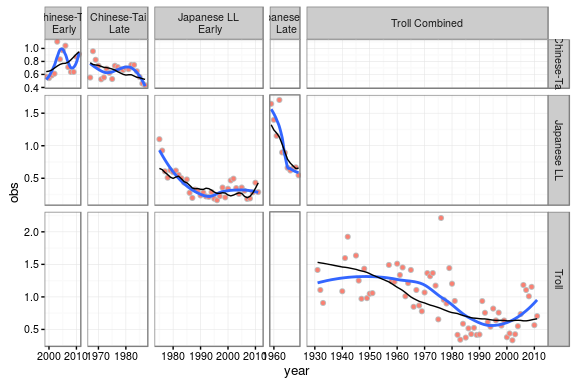 Chinese-Tai Japanese LL Troll Combined
Early Late Early Late
1.0
0.8
0.6
0.4
Chinese-Ta
1.5
1.0
0.5
Japanese LL
obs
2.0
1.5
1.0
0.5
Troll
2000 2010 1970 1980 1980 1990 2000 2010 1960 1930 1940 1950 1960 1970 1980 1990 2000 2010
year